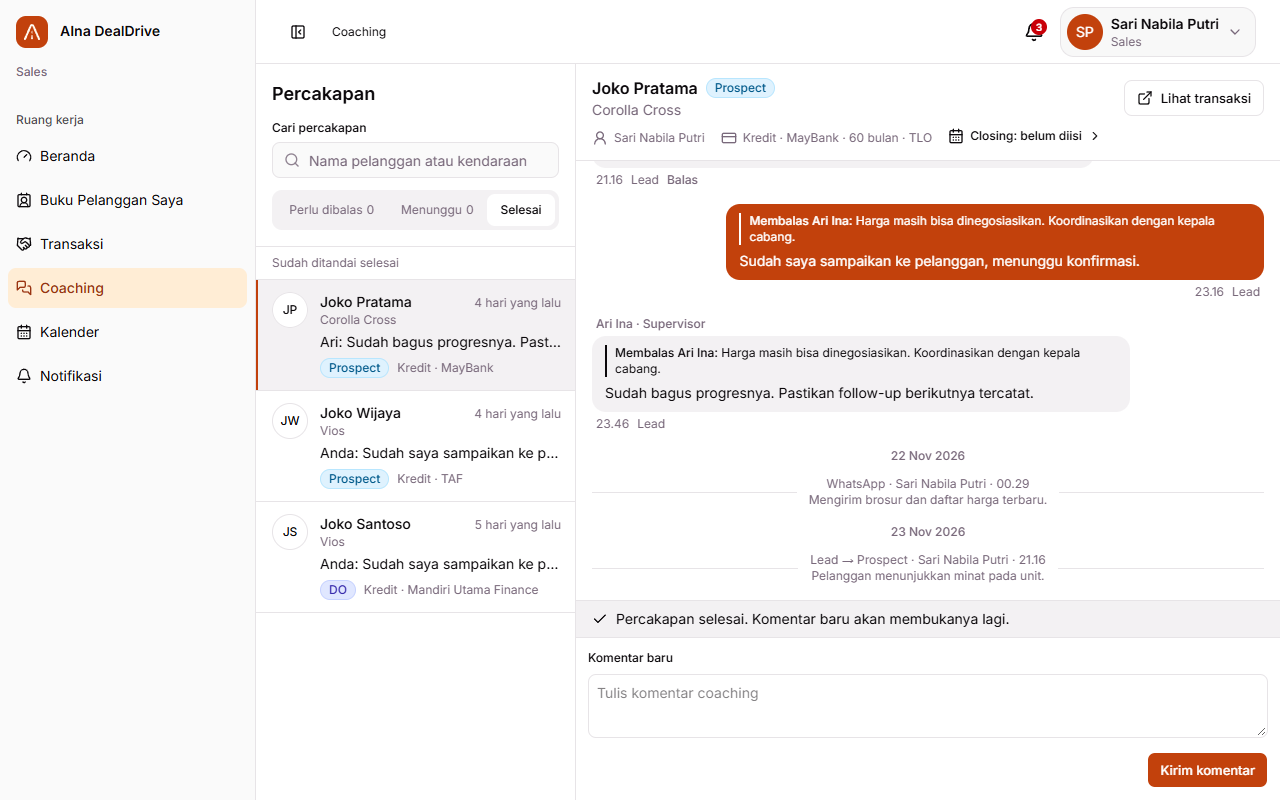 AIna DealDrive
Sales
Ruang kerja
Beranda
Buku Pelanggan Saya
Transaksi
Coaching
Kalender
Notifikasi
Coaching
3
SP
Sari Nabila Putri
Sales
Percakapan
Cari percakapan
Nama pelanggan atau kendaraan
Perlu dibalas 0
Menunggu 0
Selesai
Sudah ditandai selesai
JP
Joko Pratama
4 hari yang lalu
Corolla Cross
Ari: Sudah bagus progresnya. Past...
Prospect
Kredit · MayBank
JW
Joko Wijaya
4 hari yang lalu
Vios
Anda: Sudah saya sampaikan ke p...
Prospect
Kredit · TAF
JS
Joko Santoso
5 hari yang lalu
Vios
Anda: Sudah saya sampaikan ke p...
DO
Kredit · Mandiri Utama Finance
Joko Pratama
Prospect
Corolla Cross
Sari Nabila Putri
Kredit · MayBank · 60 bulan · TLO
Closing: belum diisi
Lihat transaksi
21.16 Lead Balas
Membalas Ari Ina: Harga masih bisa dinegosiasikan. Koordinasikan dengan kepala
cabang.
Sudah saya sampaikan ke pelanggan, menunggu konfirmasi.
23.16 Lead
Ari Ina · Supervisor
Membalas Ari Ina: Harga masih bisa dinegosiasikan. Koordinasikan dengan kepala
cabang.
Sudah bagus progresnya. Pastikan follow-up berikutnya tercatat.
23.46 Lead
22 Nov 2026
WhatsApp · Sari Nabila Putri · 00.29
Mengirim brosur dan daftar harga terbaru.
23 Nov 2026
Lead → Prospect · Sari Nabila Putri · 21.16
Pelanggan menunjukkan minat pada unit.
Percakapan selesai. Komentar baru akan membukanya lagi.
Komentar baru
Tulis komentar coaching
Kirim komentar